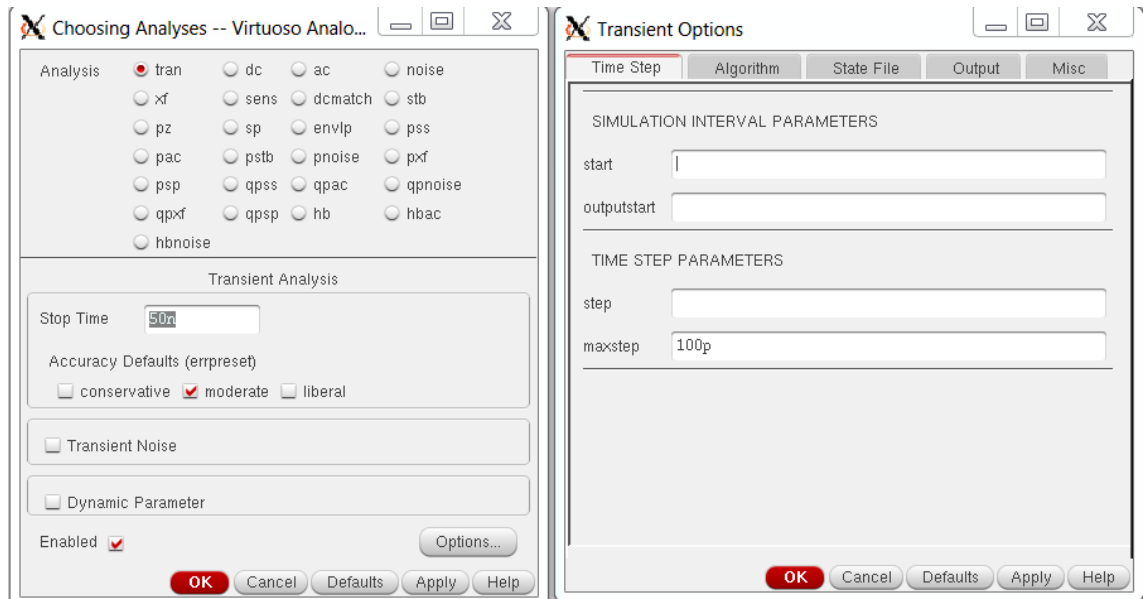 Choosing Analyses -- Virtuoso Analo...
Analysis tran dc ac noise
xf sens dcmatch stb
pz sp envlp pss
pac pstb pnoise pxf
psp qpss qpac qpnoise
qpxf qpsp hb hbac
hbnoise
Transient Analysis
Stop Time 50n
Accuracy Defaults (errpreset)
conservative moderate liberal
Transient Noise
Dynamic Parameter
Enabled Options...
OK Cancel Defaults Apply Help
Transient Options
Time Step Algorithm State File Output Misc
SIMULATION INTERVAL PARAMETERS
start
outputstart
TIME STEP PARAMETERS
step
maxstep 100p
OK Cancel Defaults Apply Help